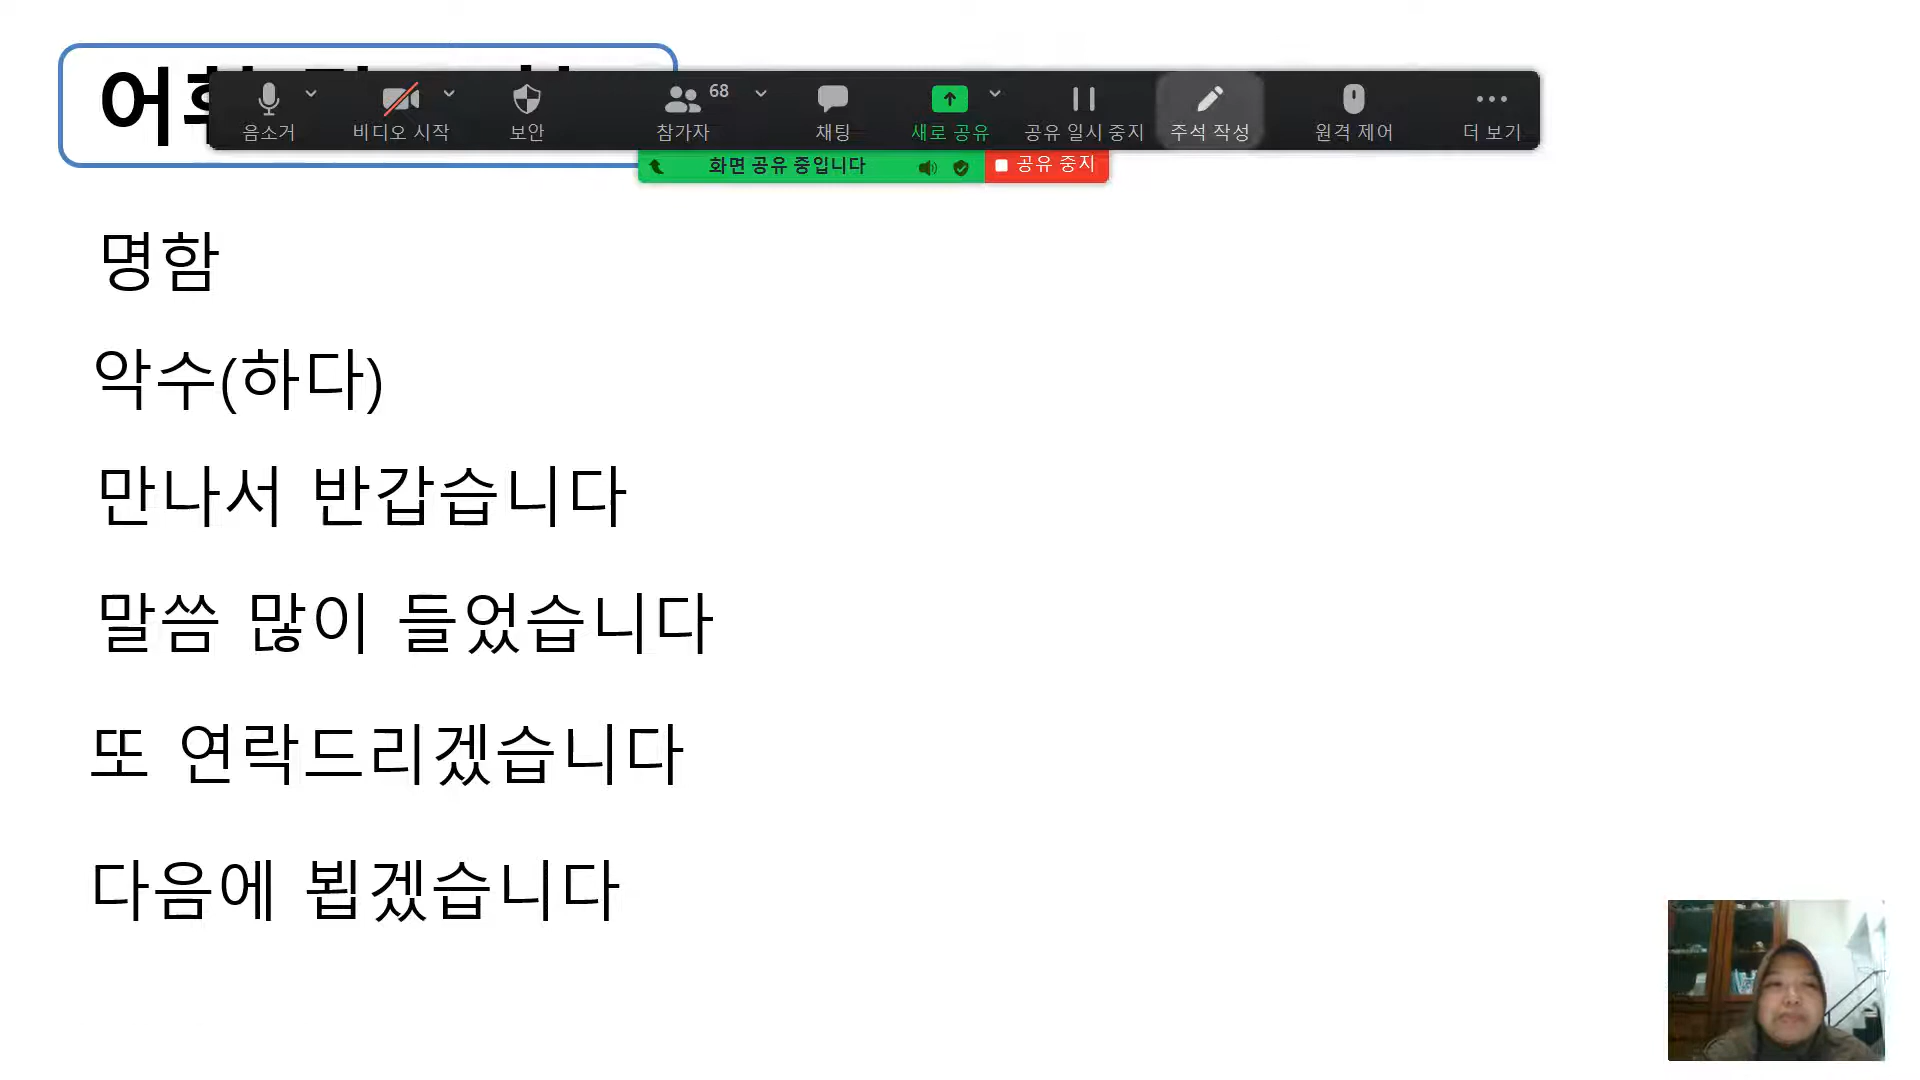 음소거 비디오 시작 보안 참가자 68 채팅 새로 공유 공유 일시 중지 주석 작성 원격 제어 더 보기
화면 공유 중입니다 공유 중지
명함
악수(하다)
만나서 반갑습니다
말씀 많이 들었습니다
또 연락드리겠습니다
다음에 뵙겠습니다